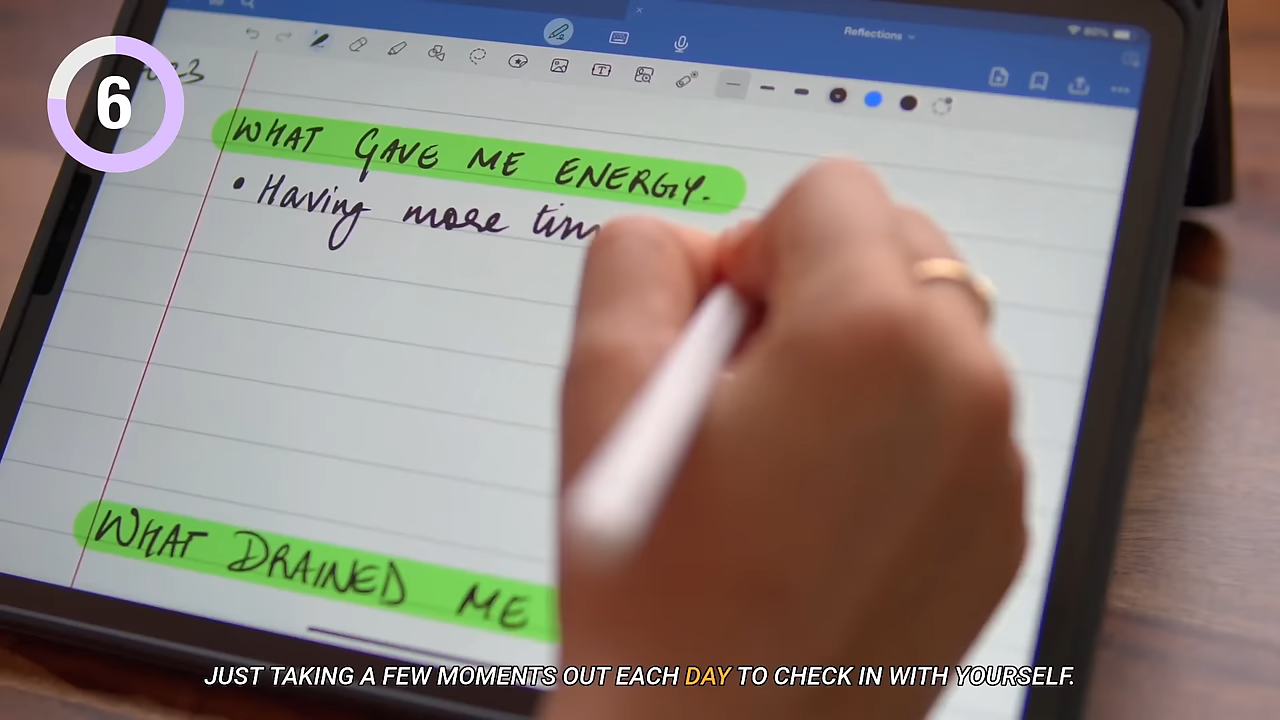 Reflections
80%
6
WHAT GAVE ME ENERGY.
• Having more
WHAT DRAINED ME
JUST TAKING A FEW MOMENTS OUT EACH DAY TO CHECK IN WITH YOURSELF.